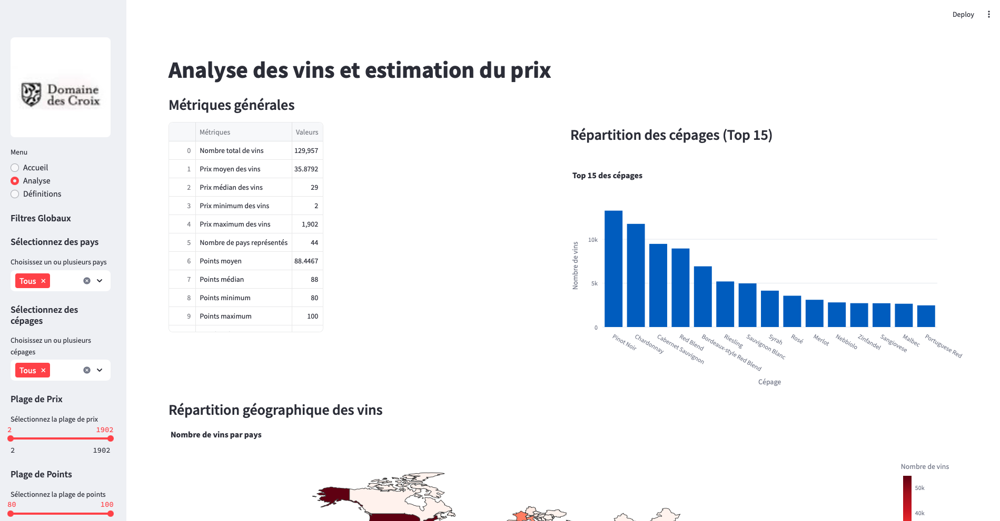 Deploy
Domaine
des Croix
Menu
Accueil
Analyse
Définitions
Filtres Globaux
Sélectionnez des pays
Choisissez un ou plusieurs pays
Tous
Sélectionnez des
cépages
Choisissez un ou plusieurs
cépages
Tous
Plage de Prix
Sélectionnez la plage de prix
2 1902
2 1902
Plage de Points
Sélectionnez la plage de points
80 100
Analyse des vins et estimation du prix
Métriques générales
Métriques Valeurs
0 Nombre total de vins 129,957
1 Prix moyen des vins 35.8792
2 Prix médian des vins 29
3 Prix minimum des vins 2
4 Prix maximum des vins 1,902
5 Nombre de pays représentés 44
6 Points moyen 88.4467
7 Points médian 88
8 Points minimum 80
9 Points maximum 100
Répartition des cépages (Top 15)
Top 15 des cépages
Nombre de vins
10k
5k
0
Pinot Noir
Chardonnay
Cabernet Sauvignon
Red Blend
Bordeaux-style Red Blend
Riesling
Sauvignon Blanc
Syrah
Rosé
Merlot
Nebbiolo
Zinfandel
Sangiovese
Malbec
Portuguese Red
Cépage
Répartition géographique des vins
Nombre de vins par pays
Nombre de vins
50k
40k